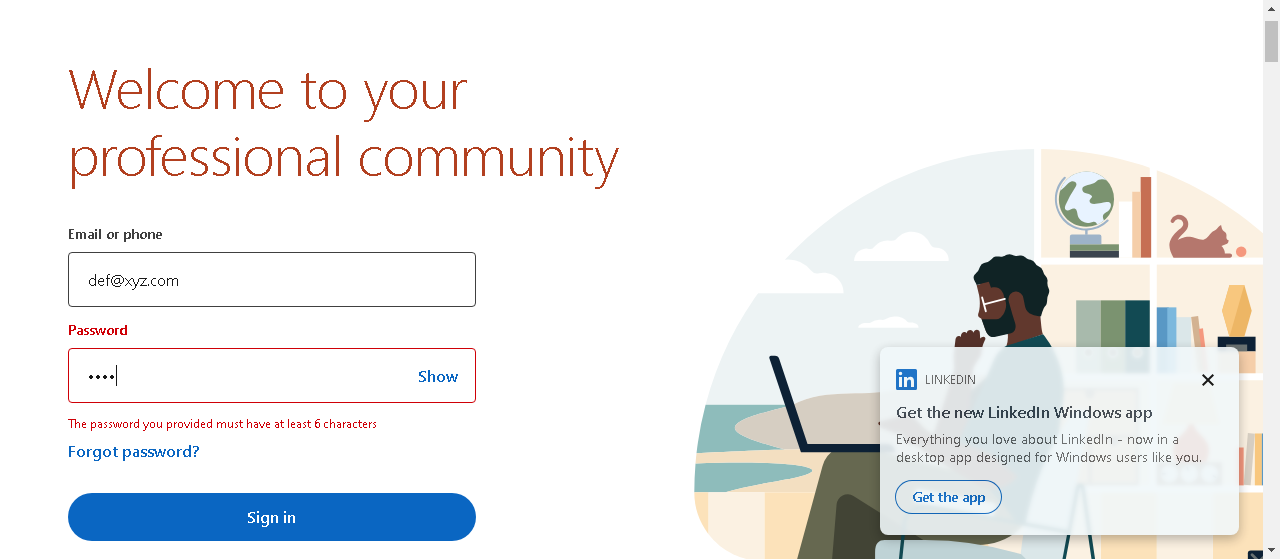 Welcome to your
professional community
Email or phone
def@xyz.com
Password
•••• Show
The password you provided must have at least 6 characters
Forgot password?
Sign in
in LINKEDIN
Get the new LinkedIn Windows app
Everything you love about LinkedIn - now in a
desktop app designed for Windows users like you.
Get the app